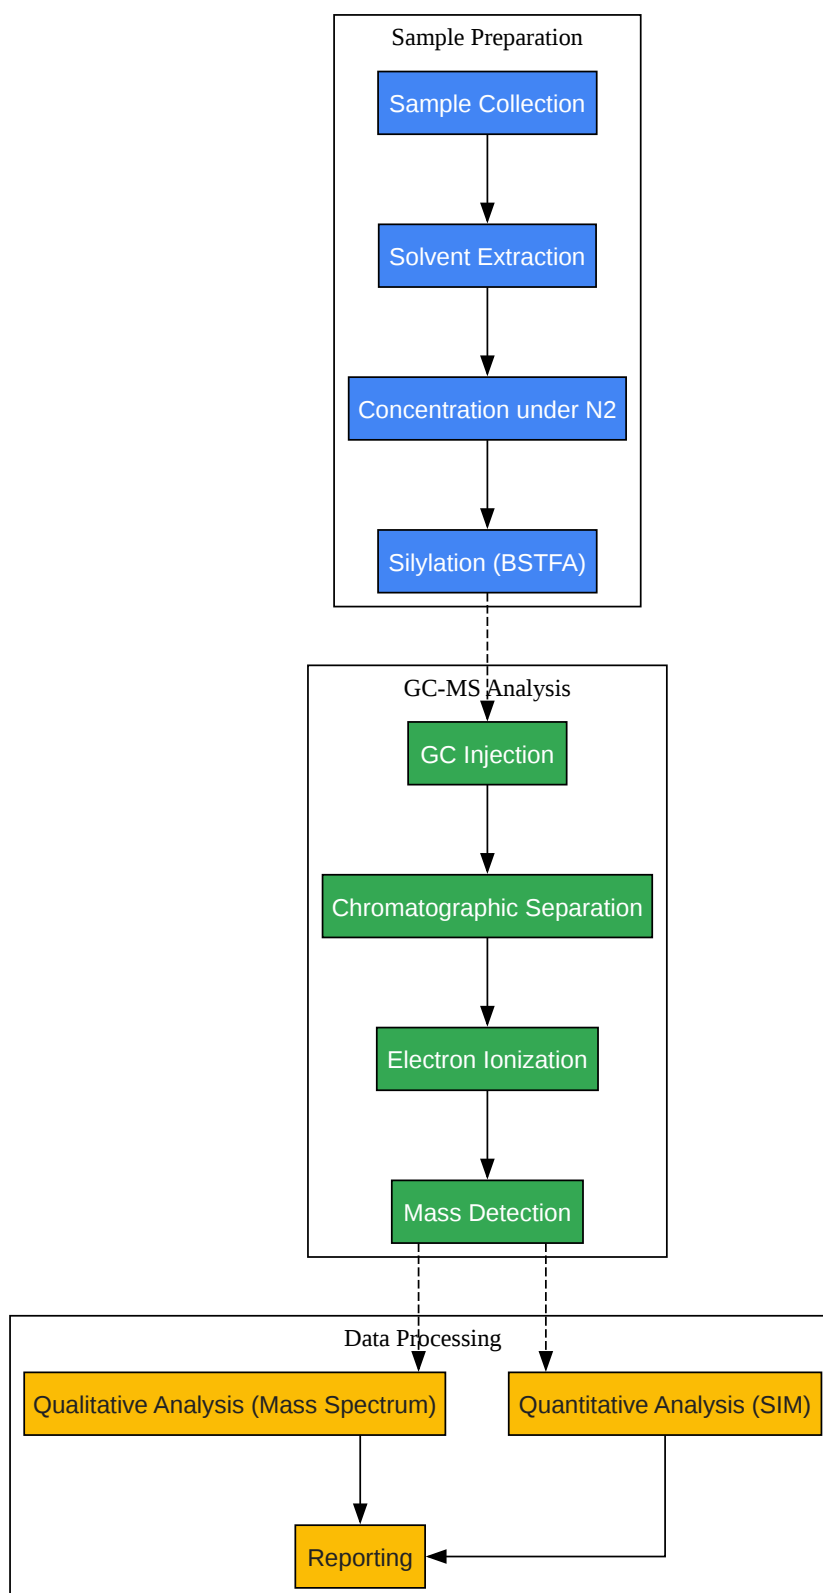 Sample Preparation
Sample Collection
Solvent Extraction
Concentration under N2
Silylation (BSTFA)
GC-MS Analysis
GC Injection
Chromatographic Separation
Electron Ionization
Mass Detection
Data Processing
Qualitative Analysis (Mass Spectrum)
Quantitative Analysis (SIM)
Reporting